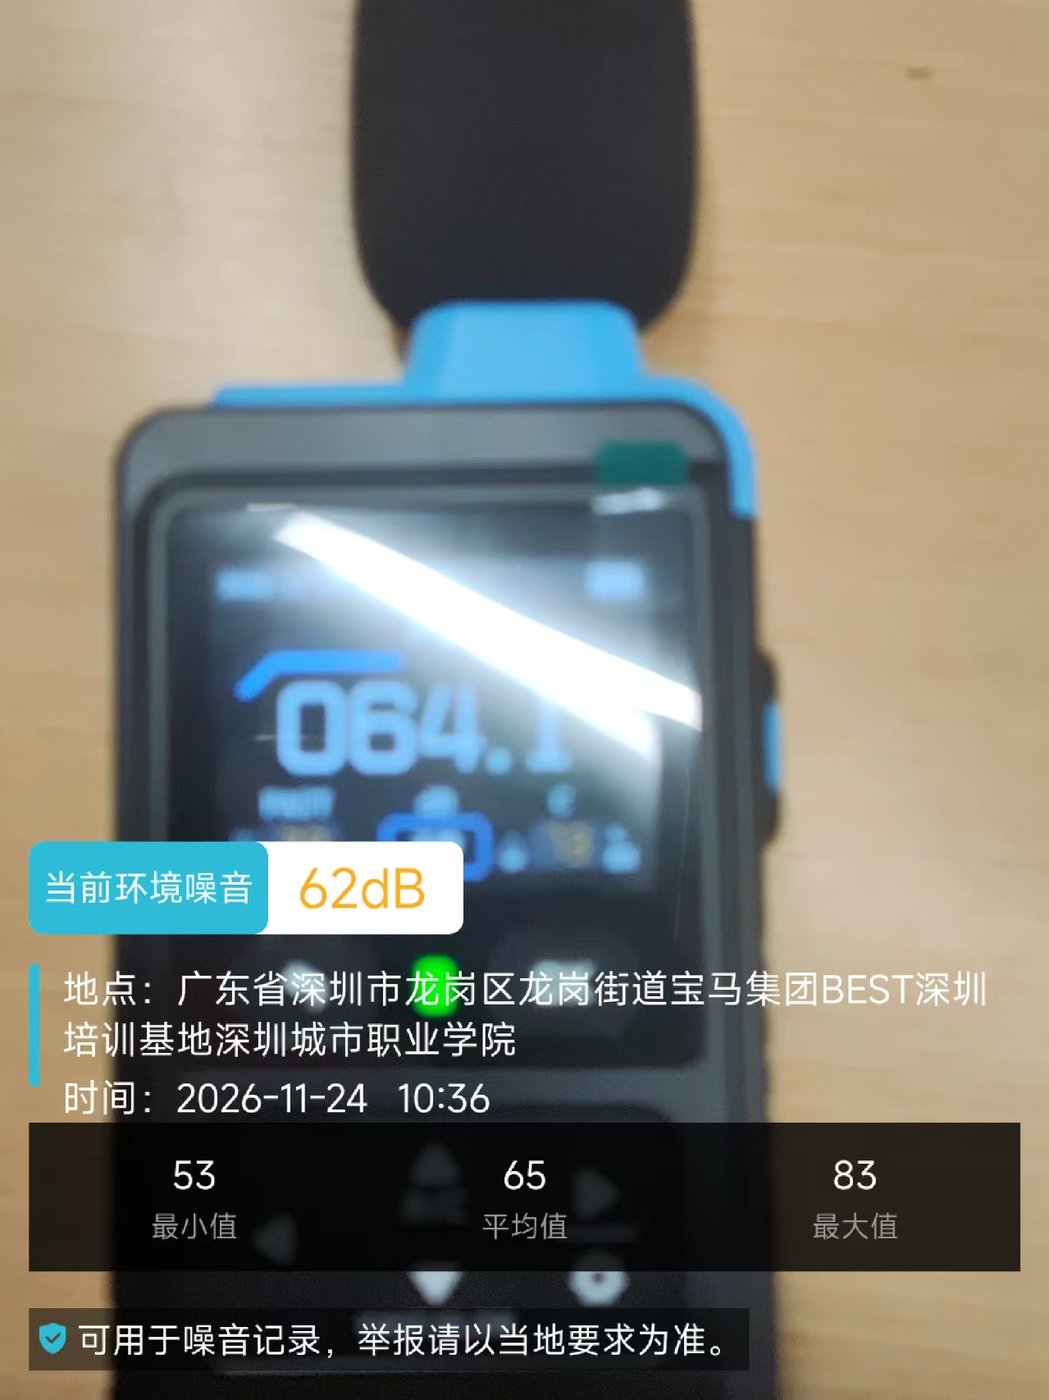 064.1
FAST
dB
C
当前环境噪音 62dB
地点：广东省深圳市龙岗区龙岗街道宝马集团BEST深圳
培训基地深圳城市职业学院
时间：2026-11-24 10:36
53 65 83
最小值 平均值 最大值
可用于噪音记录，举报请以当地要求为准。